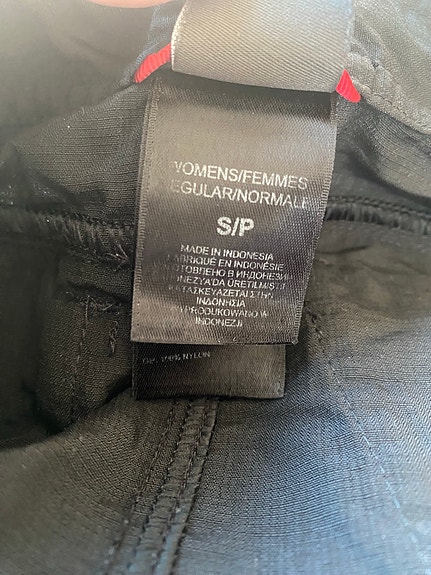 WOMENS/FEMMES
REGULAR/NORMALE
S/P
MADE IN INDONESIA
FABRIQUÉ EN INDONÉSIE
ИЗГОТОВЛЕНО В ИНДОНЕЗИИ
ENDONEZYA'DA ÜRETILMIŞTIR
ΚΑΤΑΣΚΕΥΑΖΕΤΑΙ ΣΤΗΝ
ΙΝΔΟΝΗΣΙΑ
WYPRODUKOWANO W
INDONEZJI
100% NYLON